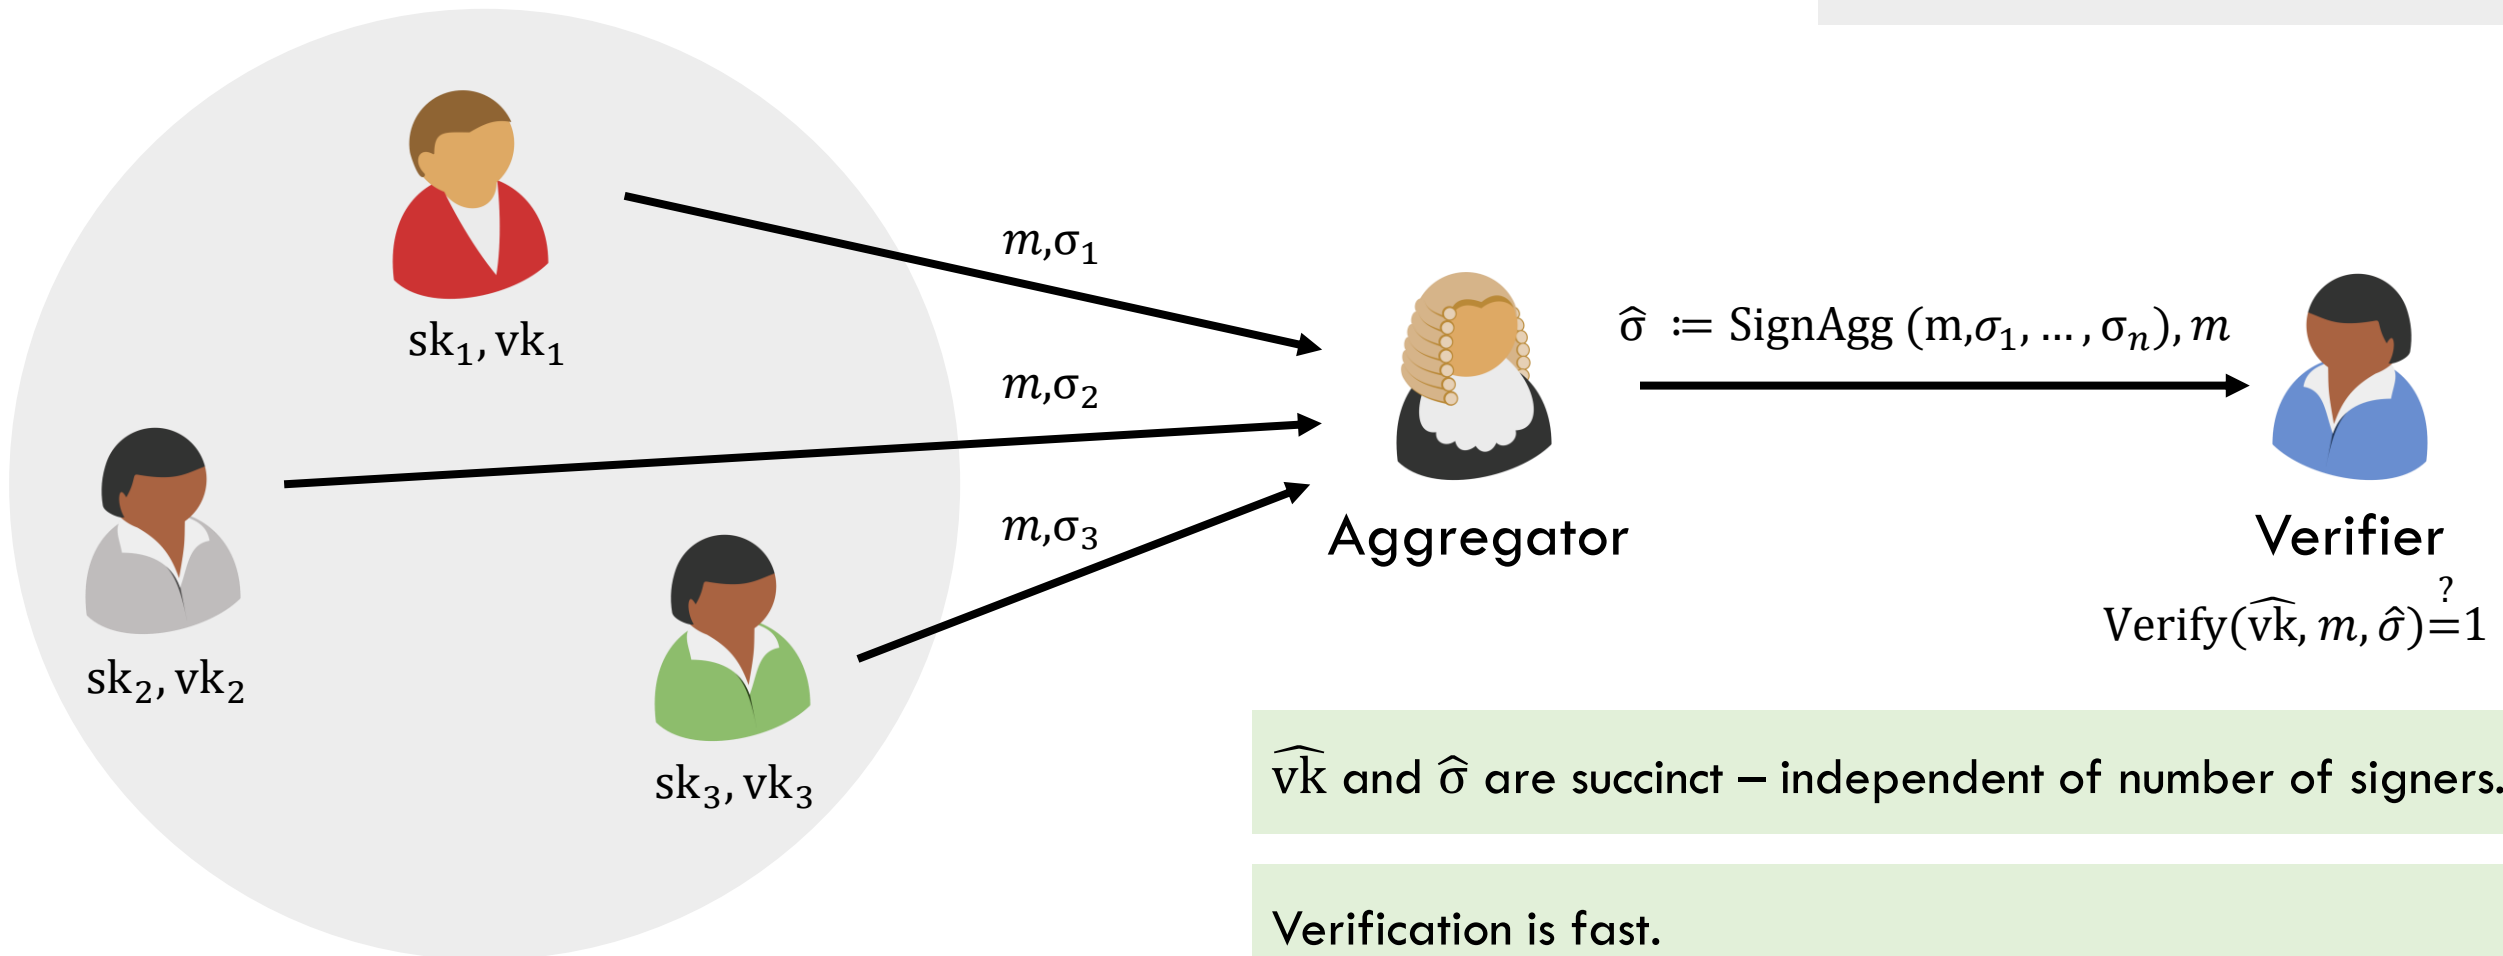 m,σ₁
sk₁, vk₁
m,σ₂
sk₂, vk₂
m,σ₃
sk₃, vk₃
σ̂ := SignAgg (m,σ₁, … , σₙ), m
Aggregator
Verifier
Verify(v̂k, m, σ̂)≟1
v̂k and σ̂ are succinct – independent of number of signers.
Verification is fast.